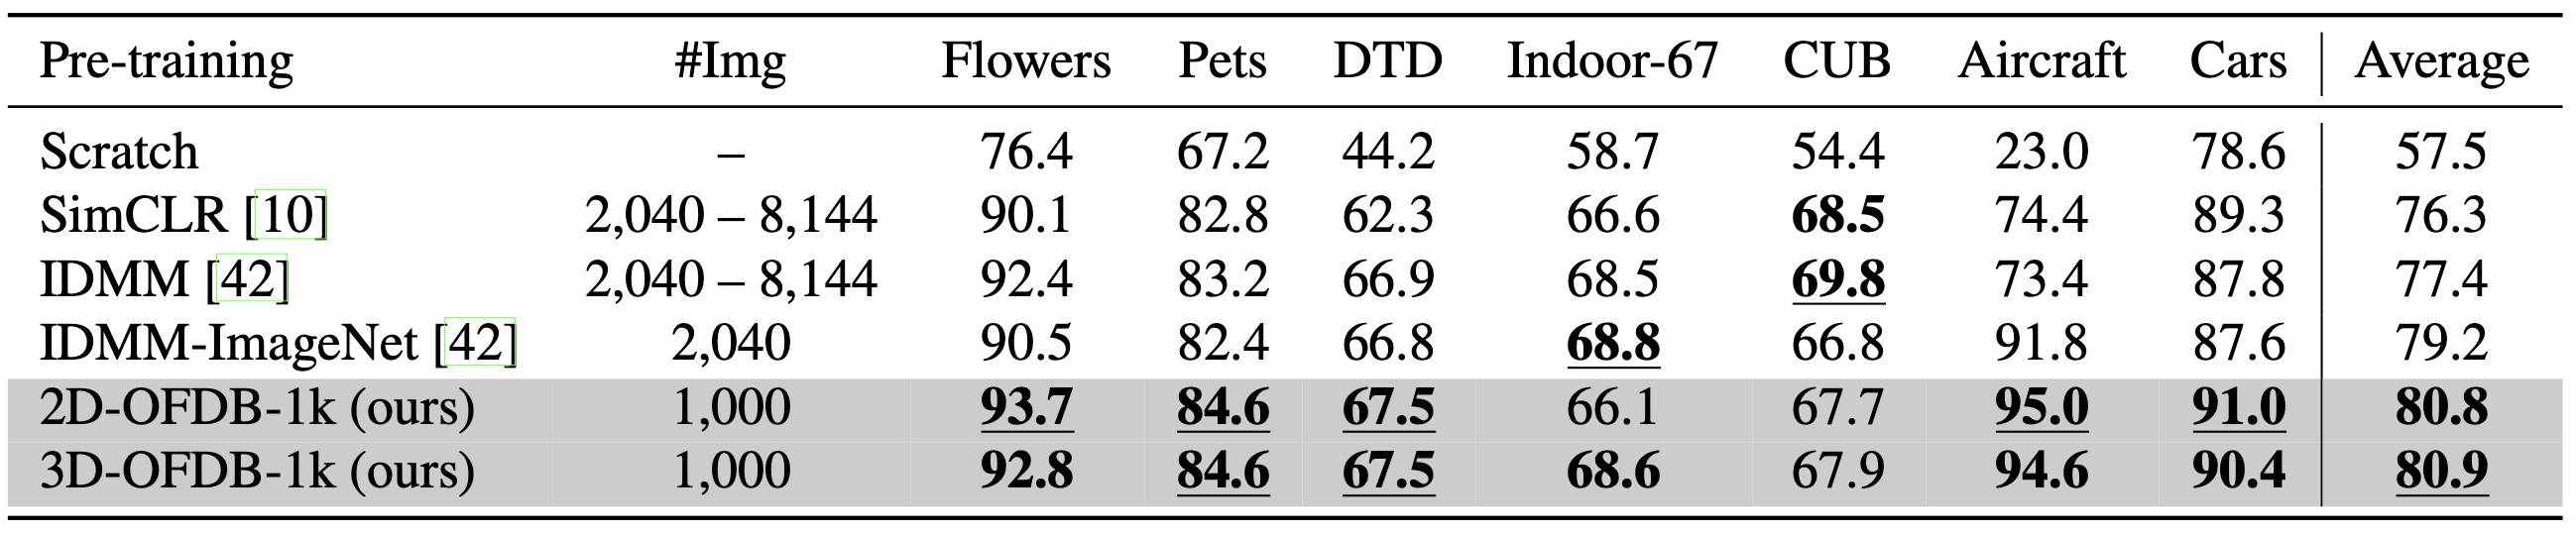 Pre-training #Img Flowers Pets DTD Indoor-67 CUB Aircraft Cars Average
Scratch – 76.4 67.2 44.2 58.7 54.4 23.0 78.6 57.5
SimCLR [10] 2,040 – 8,144 90.1 82.8 62.3 66.6 68.5 74.4 89.3 76.3
IDMM [42] 2,040 – 8,144 92.4 83.2 66.9 68.5 69.8 73.4 87.8 77.4
IDMM-ImageNet [42] 2,040 90.5 82.4 66.8 68.8 66.8 91.8 87.6 79.2
2D-OFDB-1k (ours) 1,000 93.7 84.6 67.5 66.1 67.7 95.0 91.0 80.8
3D-OFDB-1k (ours) 1,000 92.8 84.6 67.5 68.6 67.9 94.6 90.4 80.9